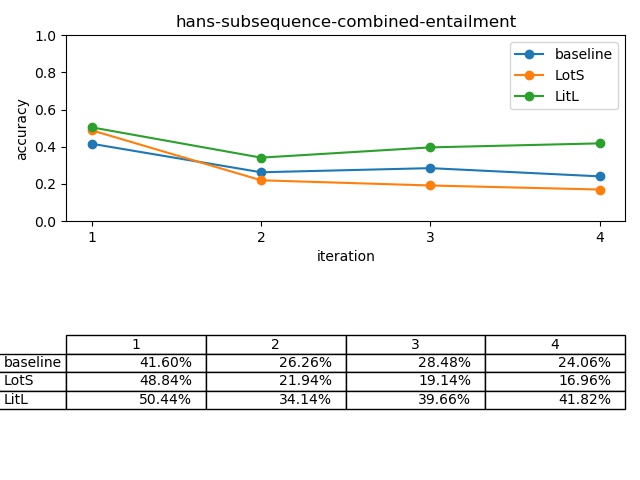 hans-subsequence-combined-entailment
1.0
0.8
0.6
0.4
0.2
0.0
accuracy
baseline
LotS
LitL
1 2 3 4
iteration
1 2 3 4
baseline 41.60% 26.26% 28.48% 24.06%
LotS 48.84% 21.94% 19.14% 16.96%
LitL 50.44% 34.14% 39.66% 41.82%